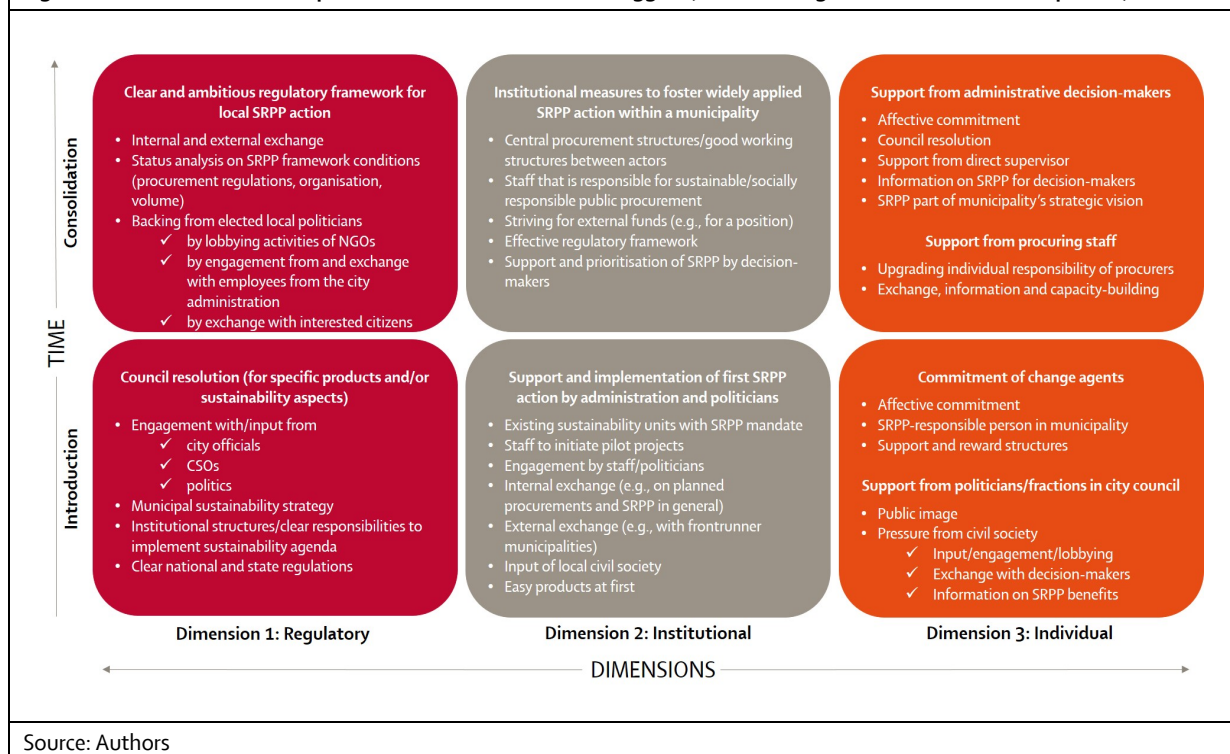 TIME
Consolidation
Clear and ambitious regulatory framework for
local SRPP action
• Internal and external exchange
• Status analysis on SRPP framework conditions
(procurement regulations, organisation,
volume)
• Backing from elected local politicians
✓ by lobbying activities of NGOs
✓ by engagement from and exchange
with employees from the city
administration
✓ by exchange with interested citizens
Institutional measures to foster widely applied
SRPP action within a municipality
• Central procurement structures/good working
structures between actors
• Staff that is responsible for sustainable/socially
responsible public procurement
• Striving for external funds (e.g., for a position)
• Effective regulatory framework
• Support and prioritisation of SRPP by decision-
makers
Support from administrative decision-makers
• Affective commitment
• Council resolution
• Support from direct supervisor
• Information on SRPP for decision-makers
• SRPP part of municipality's strategic vision
Support from procuring staff
• Upgrading individual responsibility of procurers
• Exchange, information and capacity-building
Introduction
Council resolution (for specific products and/or
sustainability aspects)
• Engagement with/input from
✓ city officials
✓ CSOs
✓ politics
• Municipal sustainability strategy
• Institutional structures/clear responsibilities to
implement sustainability agenda
• Clear national and state regulations
Support and implementation of first SRPP
action by administration and politicians
• Existing sustainability units with SRPP mandate
• Staff to initiate pilot projects
• Engagement by staff/politicians
• Internal exchange (e.g., on planned
procurements and SRPP in general)
• External exchange (e.g., with frontrunner
municipalities)
• Input of local civil society
• Easy products at first
Commitment of change agents
• Affective commitment
• SRPP-responsible person in municipality
• Support and reward structures
Support from politicians/fractions in city council
• Public image
• Pressure from civil society
✓ Input/engagement/lobbying
✓ Exchange with decision-makers
✓ Information on SRPP benefits
Dimension 1: Regulatory
Dimension 2: Institutional
Dimension 3: Individual
DIMENSIONS
Source: Authors